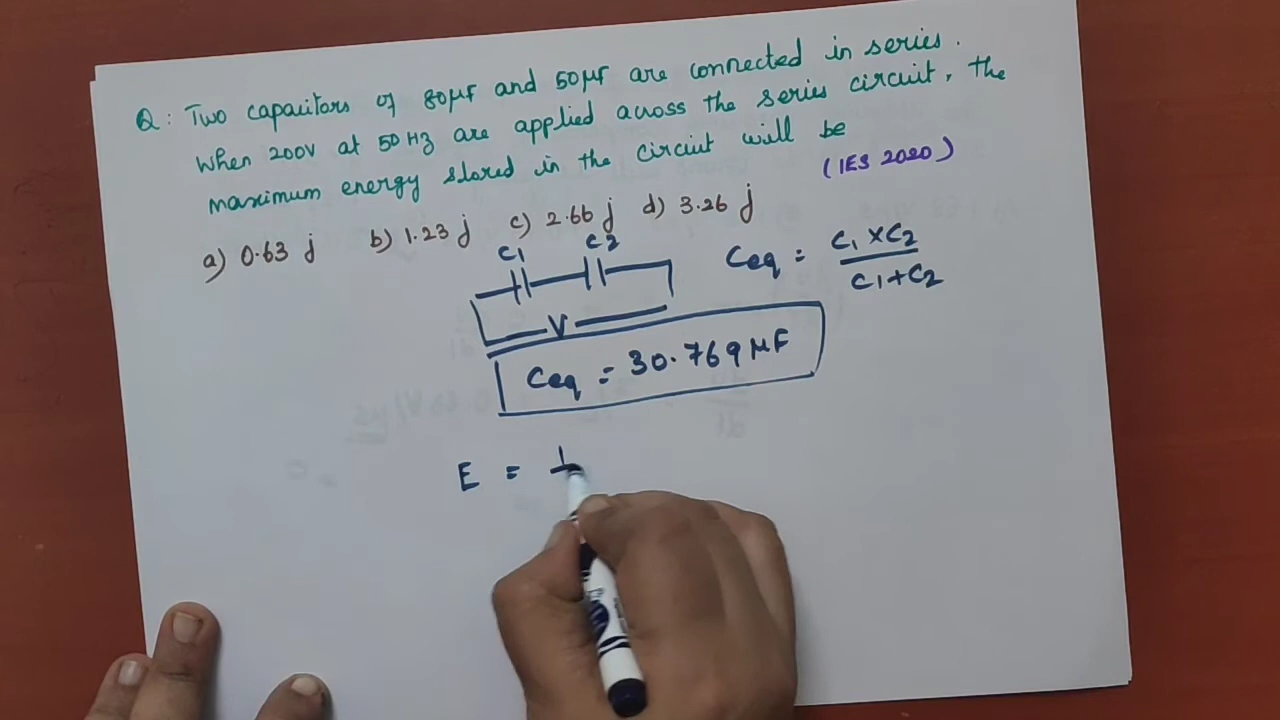 Q: Two capacitors of 80μF and 50μF are connected in series.
When 200V at 50Hz are applied across the series circuit, the
maximum energy stored in the circuit will be
(IES 2020)
a) 0.63 j b) 1.23 j c) 2.66 j d) 3.26 j
C1 C2
V
Ceq = C1 × C2
C1 + C2
Ceq = 30.769 μF
E = 1